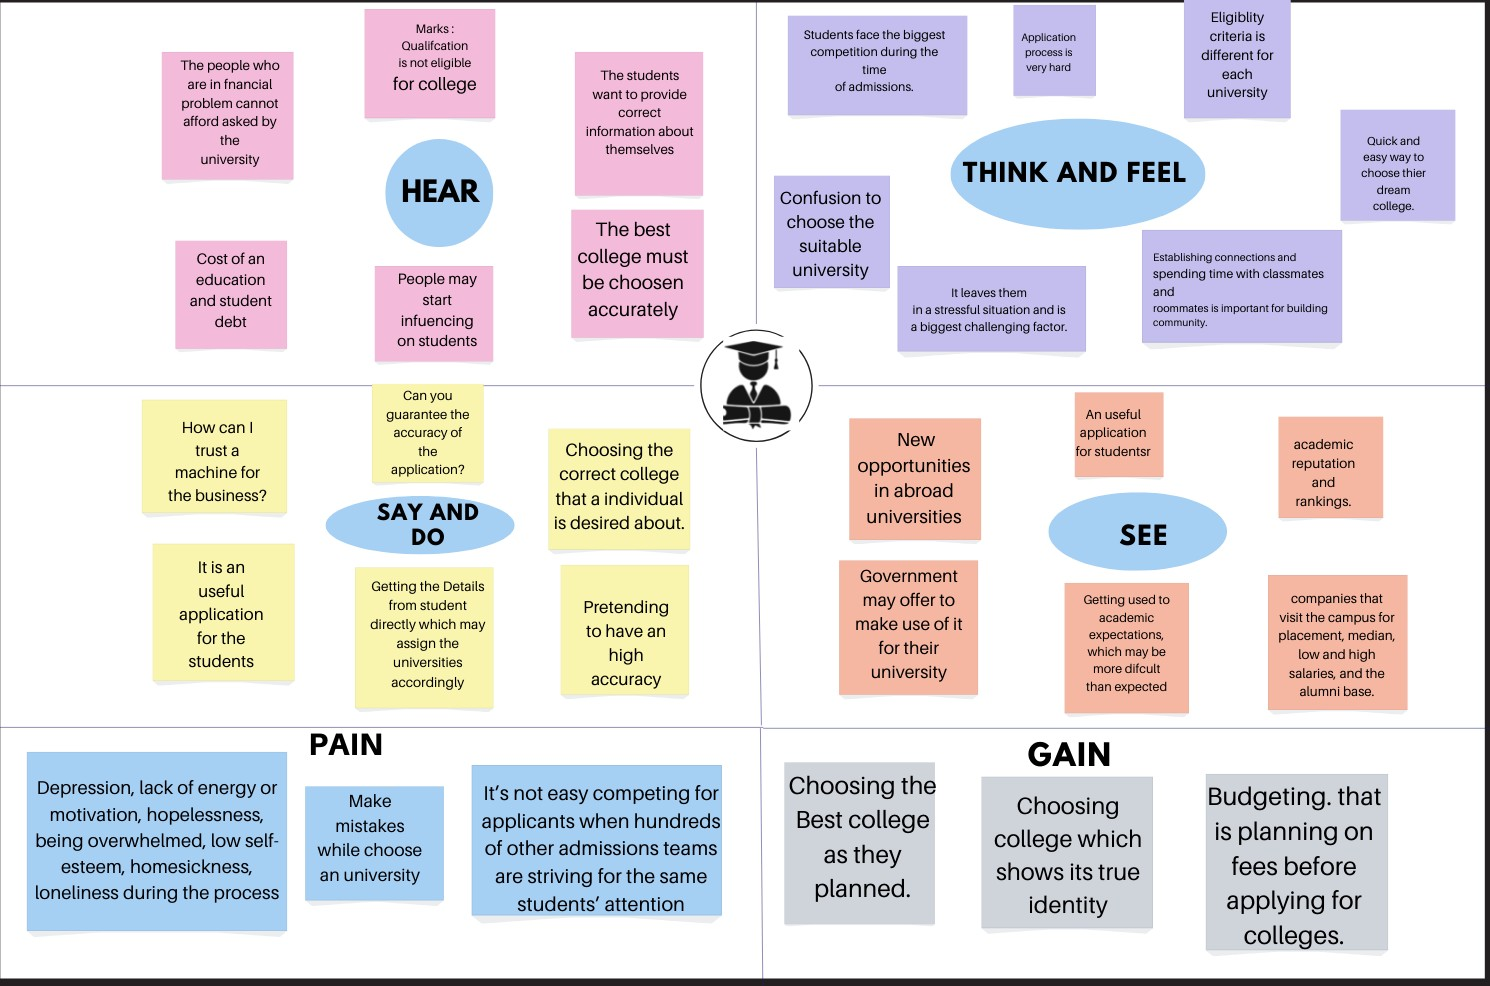 HEAR
The people who
are in fnancial
problem cannot
afford asked by
the
university
Marks :
Qualifcation
is not eligible
for college
The students
want to provide
correct
information about
themselves
Cost of an
education
and student
debt
People may
start
infuencing
on students
The best
college must
be choosen
accurately
THINK AND FEEL
Students face the biggest
competition during the
time
of admissions.
Application
process is
very hard
Eligiblity
criteria is
different for
each
university
Quick and
easy way to
choose thier
dream
college.
Confusion to
choose the
suitable
university
It leaves them
in a stressful situation and is
a biggest challenging factor.
Establishing connections and
spending time with classmates
and
roommates is important for building
community.
SAY AND
DO
How can I
trust a
machine for
the business?
Can you
guarantee the
accuracy of
the
application?
Choosing the
correct college
that a individual
is desired about.
It is an
useful
application
for the
students
Getting the Details
from student
directly which may
assign the
universities
accordingly
Pretending
to have an
high
accuracy
SEE
New
opportunities
in abroad
universities
An useful
application
for studentsr
academic
reputation
and
rankings.
Government
may offer to
make use of it
for their
university
Getting used to
academic
expectations,
which may be
more difcult
than expected
companies that
visit the campus for
placement, median,
low and high
salaries, and the
alumni base.
PAIN
Depression, lack of energy or
motivation, hopelessness,
being overwhelmed, low self-
esteem, homesickness,
loneliness during the process
Make
mistakes
while choose
an university
It’s not easy competing for
applicants when hundreds
of other admissions teams
are striving for the same
students’ attention
GAIN
Choosing the
Best college
as they
planned.
Choosing
college which
shows its true
identity
Budgeting. that
is planning on
fees before
applying for
colleges.